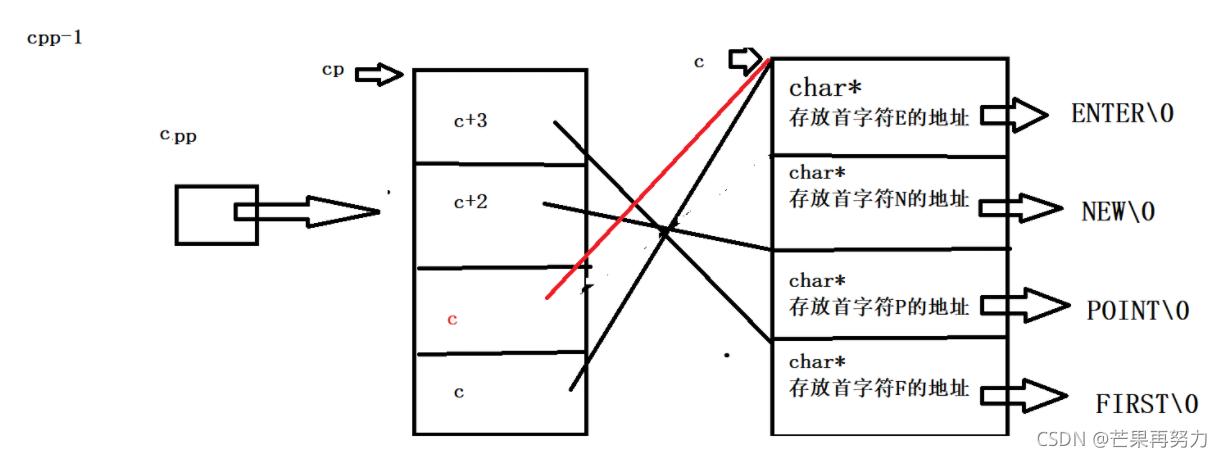 cpp-1
cp
c
cpp
c+3
c+2
c
c
char*
存放首字符E的地址
ENTER\0
char*
存放首字符N的地址
NEW\0
char*
存放首字符P的地址
POINT\0
char*
存放首字符F的地址
FIRST\0
CSDN @芒果再努力